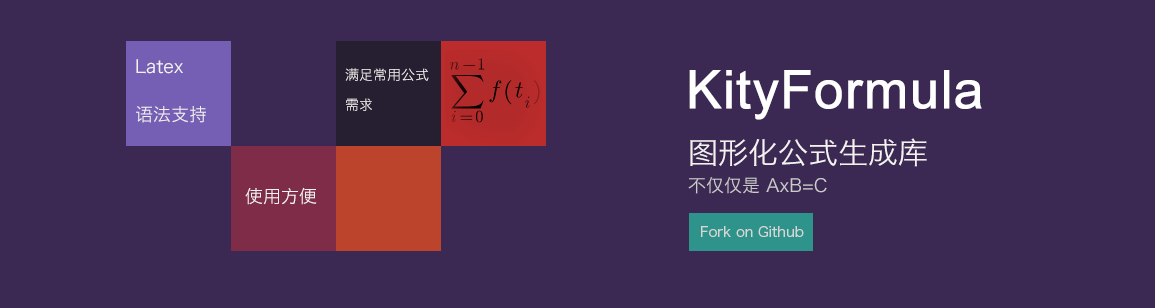 Latex
语法支持
满足常用公式
需求
n−1
∑ f(t_i)
i=0
使用方便
KityFormula
图形化公式生成库
不仅仅是 AxB=C
Fork on Github